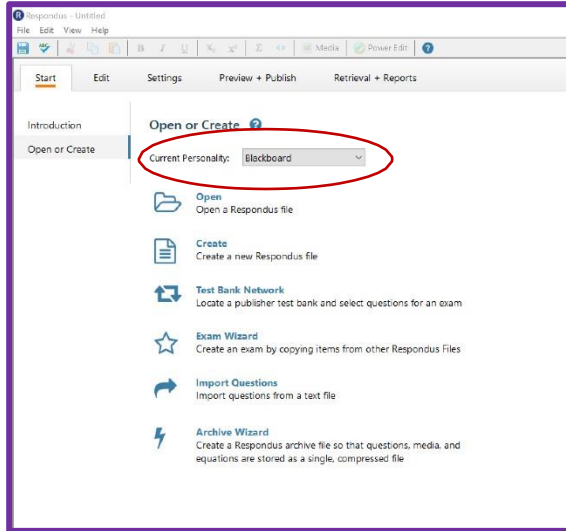 Respondus - Untitled
File Edit View Help
ABC B I U X₂ x² Σ <> Media Power Edit ?
Start Edit Settings Preview + Publish Retrieval + Reports
Introduction
Open or Create
Open or Create ?
Current Personality: Blackboard
Open
Open a Respondus file
Create
Create a new Respondus file
Test Bank Network
Locate a publisher test bank and select questions for an exam
Exam Wizard
Create an exam by copying items from other Respondus Files
Import Questions
Import questions from a text file
Archive Wizard
Create a Respondus archive file so that questions, media, and
equations are stored as a single, compressed file